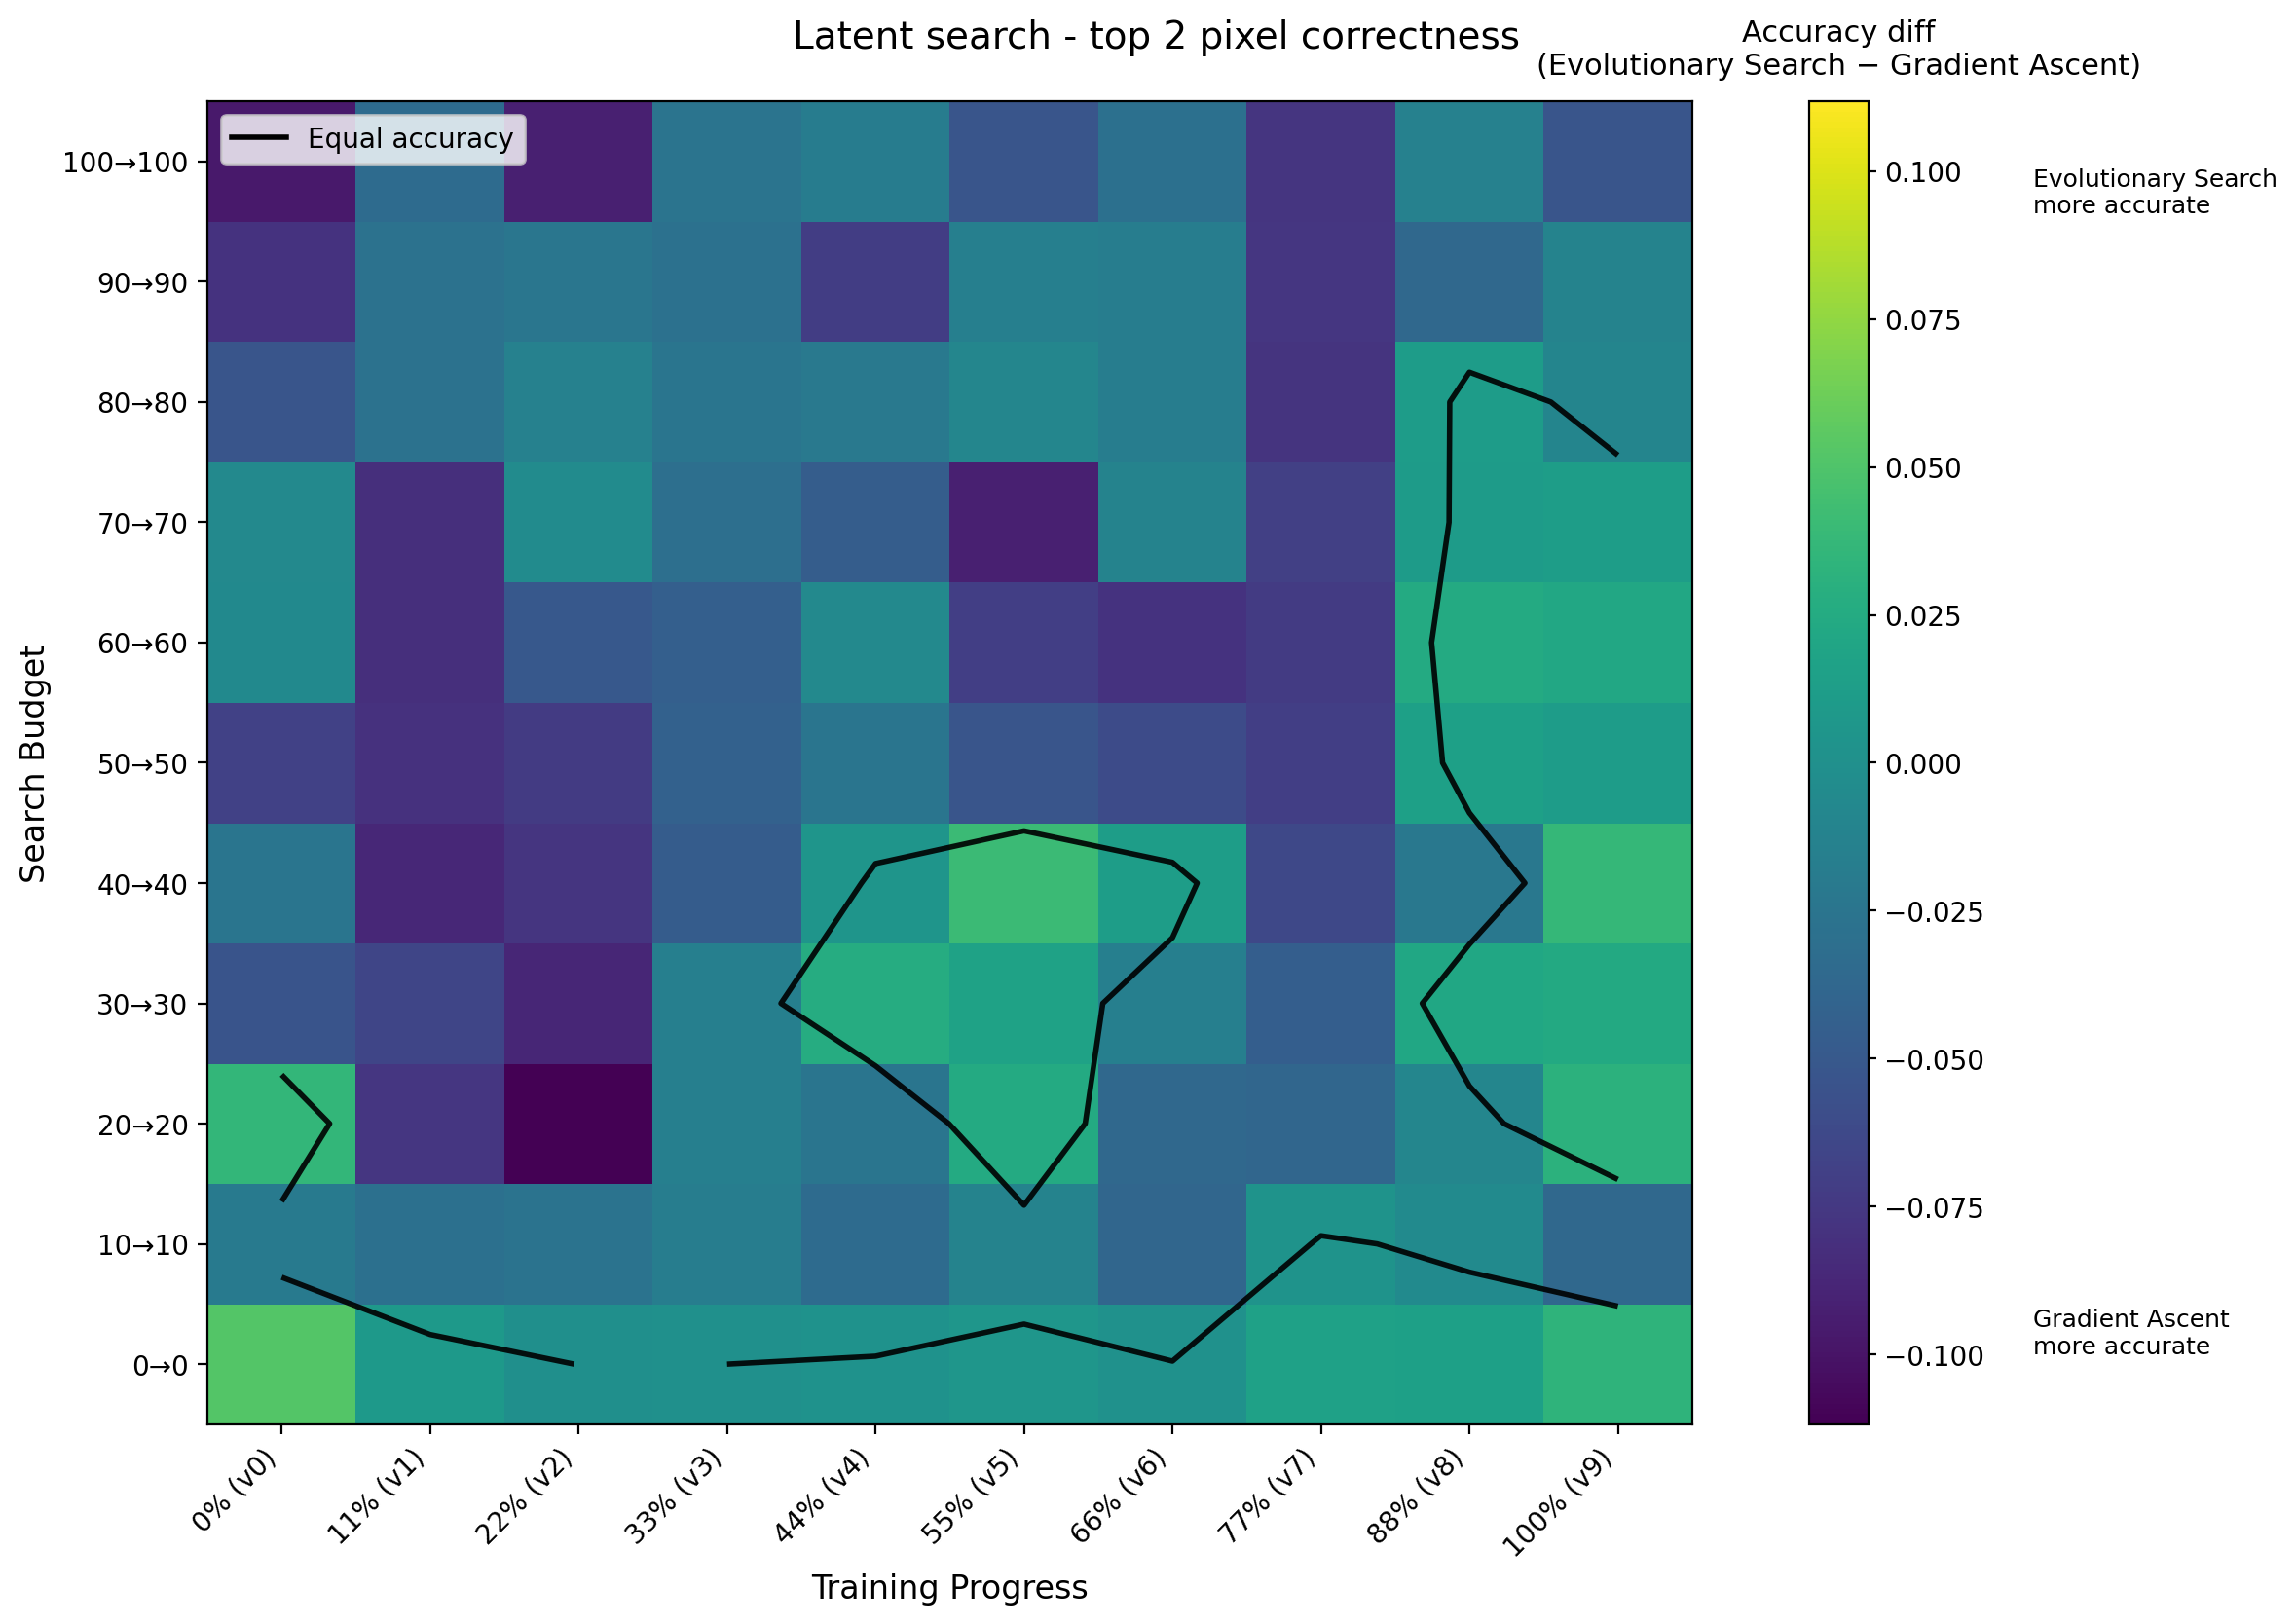 Latent search - top 2 pixel correctness
Accuracy diff
(Evolutionary Search − Gradient Ascent)
Equal accuracy
Search Budget
100→100
90→90
80→80
70→70
60→60
50→50
40→40
30→30
20→20
10→10
0→0
0% (v0)
11% (v1)
22% (v2)
33% (v3)
44% (v4)
55% (v5)
66% (v6)
77% (v7)
88% (v8)
100% (v9)
Training Progress
0.100
0.075
0.050
0.025
0.000
−0.025
−0.050
−0.075
−0.100
Evolutionary Search
more accurate
Gradient Ascent
more accurate